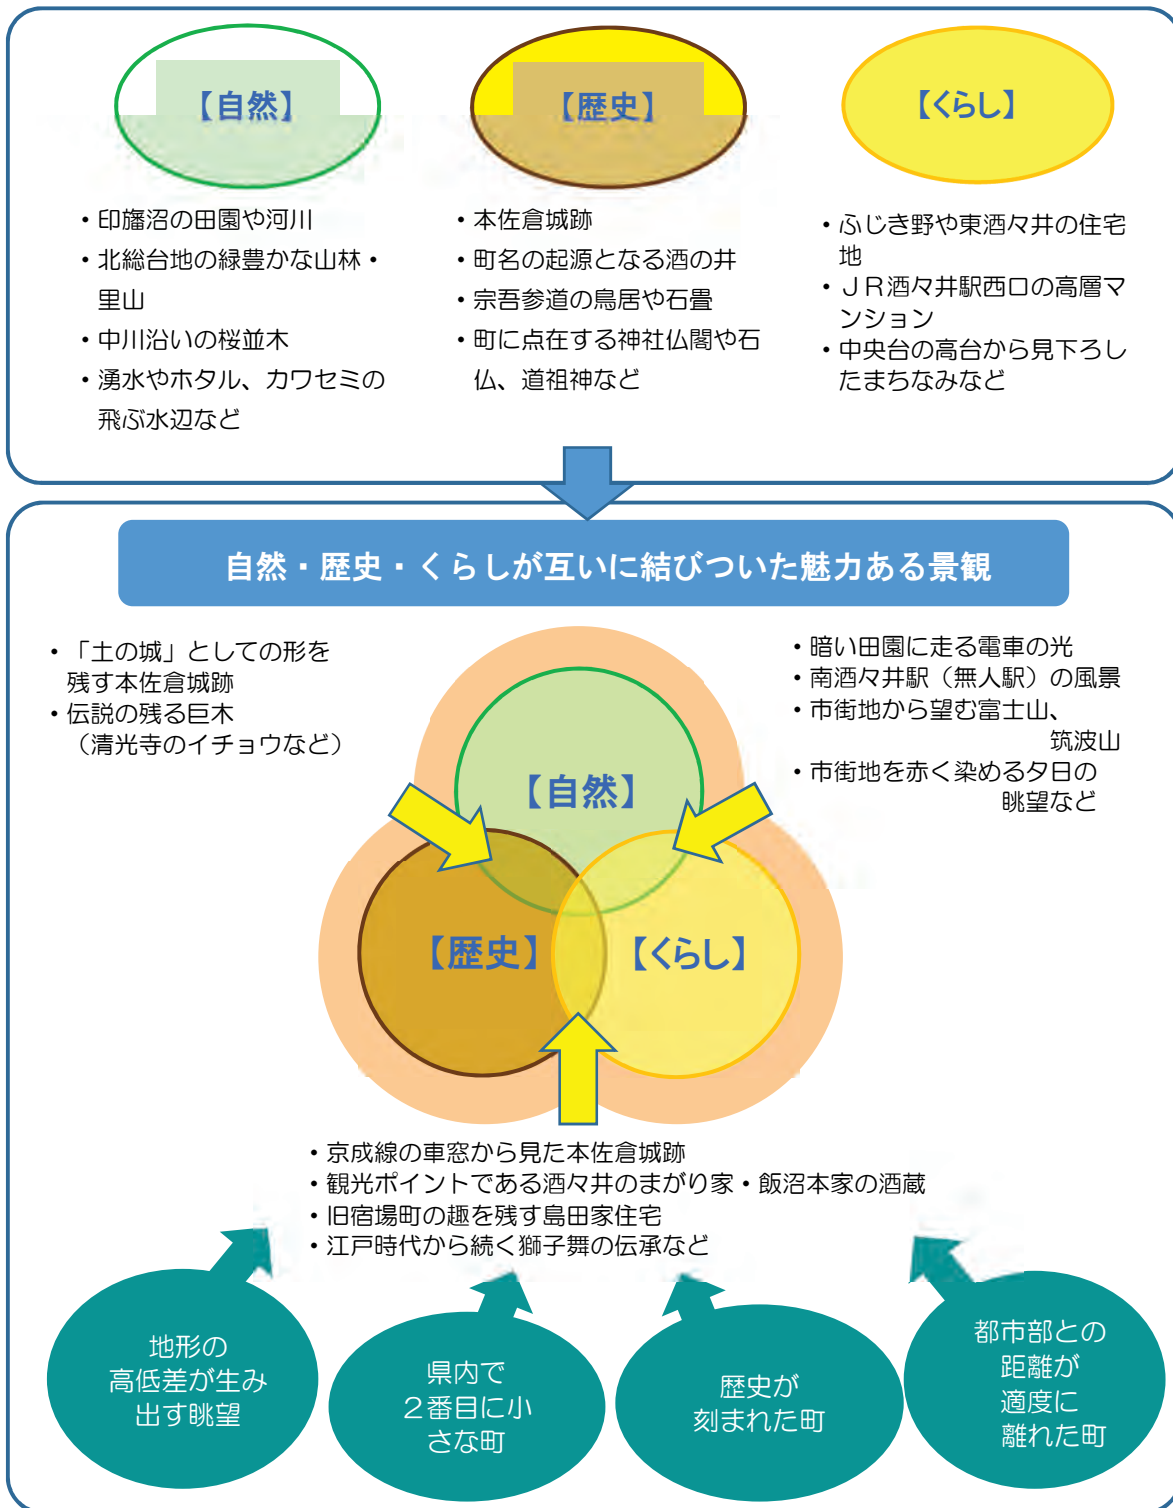 【自然】
・印旛沼の田園や河川
・北総台地の緑豊かな山林・
里山
・中川沿いの桜並木
・湧水やホタル、カワセミの
飛ぶ水辺など
【歴史】
・本佐倉城跡
・町名の起源となる酒の井
・宗吾参道の鳥居や石畳
・町に点在する神社仏閣や石
仏、道祖神など
【くらし】
・ふじき野や東酒々井の住宅
地
・ＪＲ酒々井駅西口の高層マ
ンション
・中央台の高台から見下ろし
たまちなみなど
自然・歴史・くらしが互いに結びついた魅力ある景観
・「土の城」としての形を
残す本佐倉城跡
・伝説の残る巨木
（清光寺のイチョウなど）
・暗い田園に走る電車の光
・南酒々井駅（無人駅）の風景
・市街地から望む富士山、
筑波山
・市街地を赤く染める夕日の
眺望など
【自然】
【歴史】
【くらし】
・京成線の車窓から見た本佐倉城跡
・観光ポイントである酒々井のまがり家・飯沼本家の酒蔵
・旧宿場町の趣を残す島田家住宅
・江戸時代から続く獅子舞の伝承など
地形の
高低差が生み
出す眺望
県内で
２番目に小
さな町
歴史が
刻まれた町
都市部との
距離が
適度に
離れた町